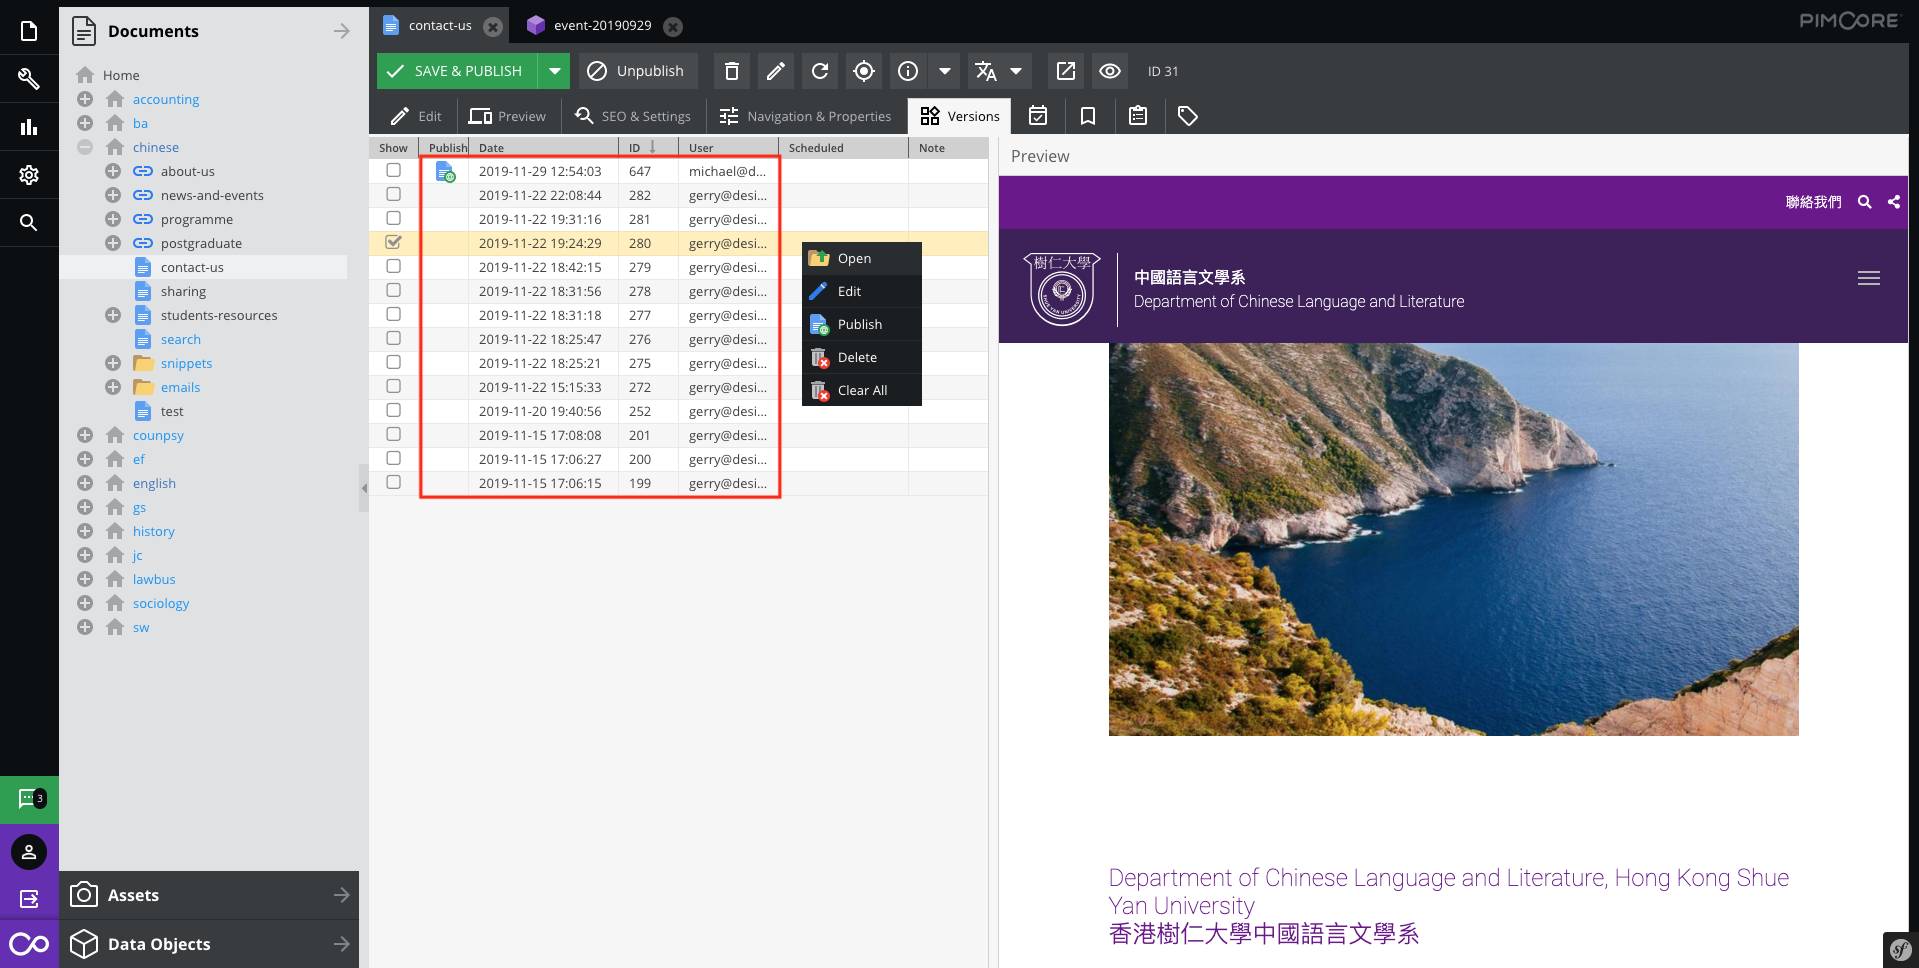 contact-us
event-20190929
PIMCORE
Documents
SAVE & PUBLISH
Unpublish
ID 31
Edit
Preview
SEO & Settings
Navigation & Properties
Versions
Home
accounting
ba
chinese
about-us
news-and-events
programme
postgraduate
contact-us
sharing
students-resources
search
snippets
emails
test
counpsy
ef
english
gs
history
jc
lawbus
sociology
sw
3
Assets
Data Objects
Show Publish Date ID User Scheduled Note
2019-11-29 12:54:03 647 michael@d...
2019-11-22 22:08:44 282 gerry@desi...
2019-11-22 19:31:16 281 gerry@desi...
2019-11-22 19:24:29 280 gerry@desi...
2019-11-22 18:42:15 279 gerry@desi...
2019-11-22 18:31:56 278 gerry@desi...
2019-11-22 18:31:18 277 gerry@desi...
2019-11-22 18:25:47 276 gerry@desi...
2019-11-22 18:25:21 275 gerry@desi...
2019-11-22 15:15:33 272 gerry@desi...
2019-11-20 19:40:56 252 gerry@desi...
2019-11-15 17:08:08 201 gerry@desi...
2019-11-15 17:06:27 200 gerry@desi...
2019-11-15 17:06:15 199 gerry@desi...
Open
Edit
Publish
Delete
Clear All
Preview
聯絡我們
樹仁大學
中國語言文學系
Department of Chinese Language and Literature
Department of Chinese Language and Literature, Hong Kong Shue
Yan University
香港樹仁大學中國語言文學系
sf